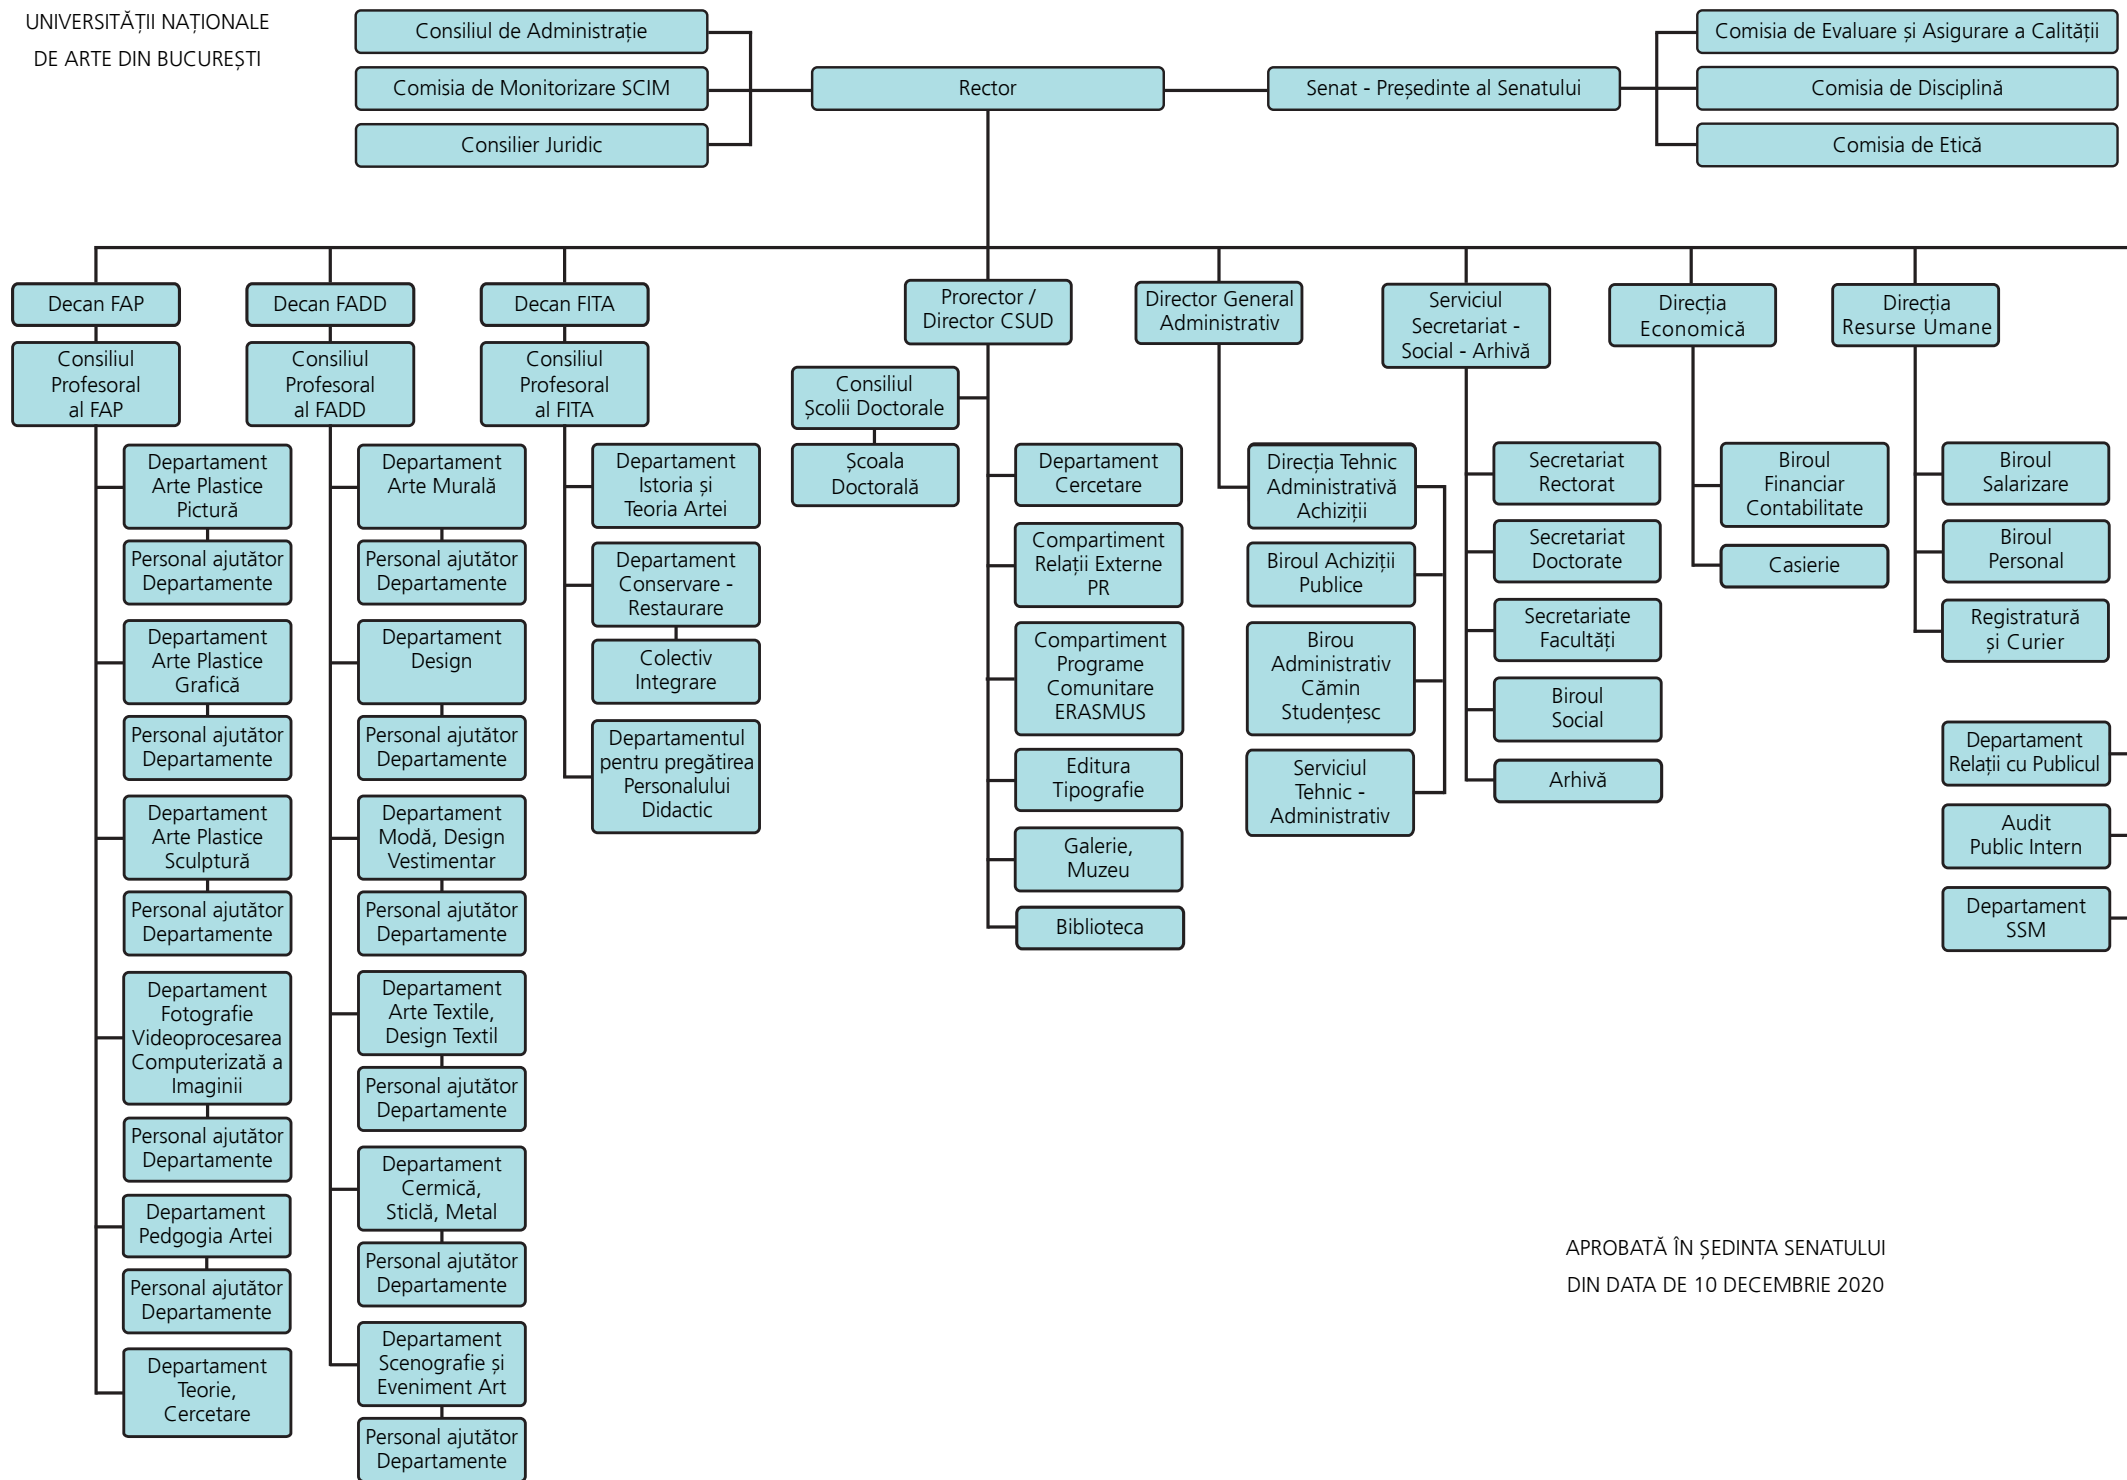 UNIVERSITĂȚII NAȚIONALE
DE ARTE DIN BUCUREȘTI
Consiliul de Administrație
Comisia de Monitorizare SCIM
Consilier Juridic
Rector
Senat - Președinte al Senatului
Comisia de Evaluare și Asigurare a Calității
Comisia de Disciplină
Comisia de Etică
Decan FAP
Consiliul
Profesoral
al FAP
Departament
Arte Plastice
Pictură
Personal ajutător
Departamente
Departament
Arte Plastice
Grafică
Personal ajutător
Departamente
Departament
Arte Plastice
Sculptură
Personal ajutător
Departamente
Departament
Fotografie
Videoprocesarea
Computerizată a
Imaginii
Personal ajutător
Departamente
Departament
Pedgogia Artei
Personal ajutător
Departamente
Departament
Teorie,
Cercetare
Decan FADD
Consiliul
Profesoral
al FADD
Departament
Arte Murală
Personal ajutător
Departamente
Departament
Design
Personal ajutător
Departamente
Departament
Modă, Design
Vestimentar
Personal ajutător
Departamente
Departament
Arte Textile,
Design Textil
Personal ajutător
Departamente
Departament
Cermică,
Sticlă, Metal
Personal ajutător
Departamente
Departament
Scenografie și
Eveniment Art
Personal ajutător
Departamente
Decan FITA
Consiliul
Profesoral
al FITA
Departament
Istoria și
Teoria Artei
Departament
Conservare -
Restaurare
Colectiv
Integrare
Departamentul
pentru pregătirea
Personalului
Didactic
Prorector /
Director CSUD
Consiliul
Școlii Doctorale
Școala
Doctorală
Departament
Cercetare
Compartiment
Relații Externe
PR
Compartiment
Programe
Comunitare
ERASMUS
Editura
Tipografie
Galerie,
Muzeu
Biblioteca
Director General
Administrativ
Direcția Tehnic
Administrativă
Achiziții
Biroul Achiziții
Publice
Birou
Administrativ
Cămin
Studențesc
Serviciul
Tehnic -
Administrativ
Serviciul
Secretariat -
Social - Arhivă
Secretariat
Rectorat
Secretariat
Doctorate
Secretariate
Facultăți
Biroul
Social
Arhivă
Direcția
Economică
Biroul
Financiar
Contabilitate
Casierie
Direcția
Resurse Umane
Biroul
Salarizare
Biroul
Personal
Registratură
și Curier
Departament
Relații cu Publicul
Audit
Public Intern
Departament
SSM
APROBATĂ ÎN ȘEDINTA SENATULUI
DIN DATA DE 10 DECEMBRIE 2020